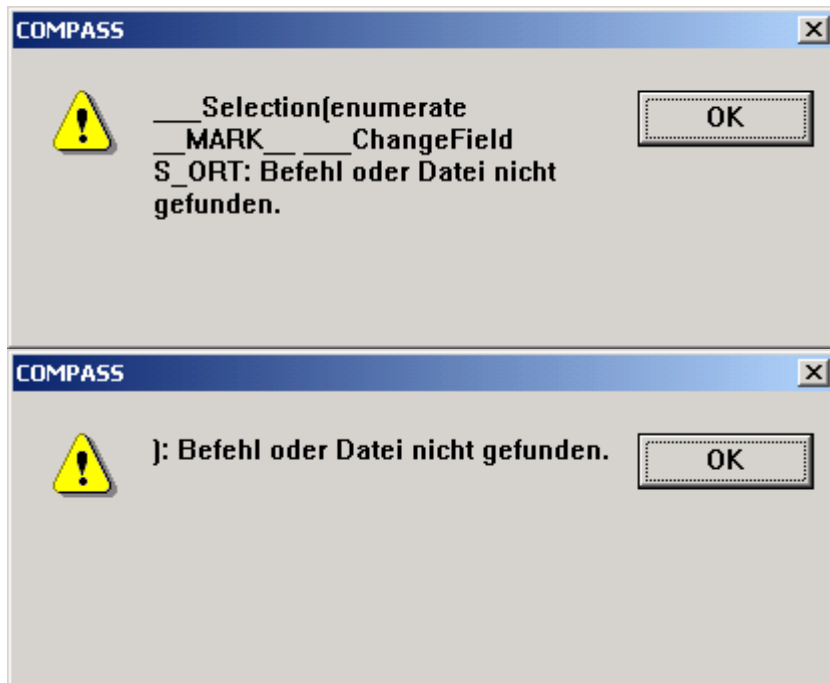 COMPASS
___Selection(enumerate
__MARK__ ___ChangeField
S_ORT: Befehl oder Datei nicht
gefunden.
OK
COMPASS
): Befehl oder Datei nicht gefunden.
OK